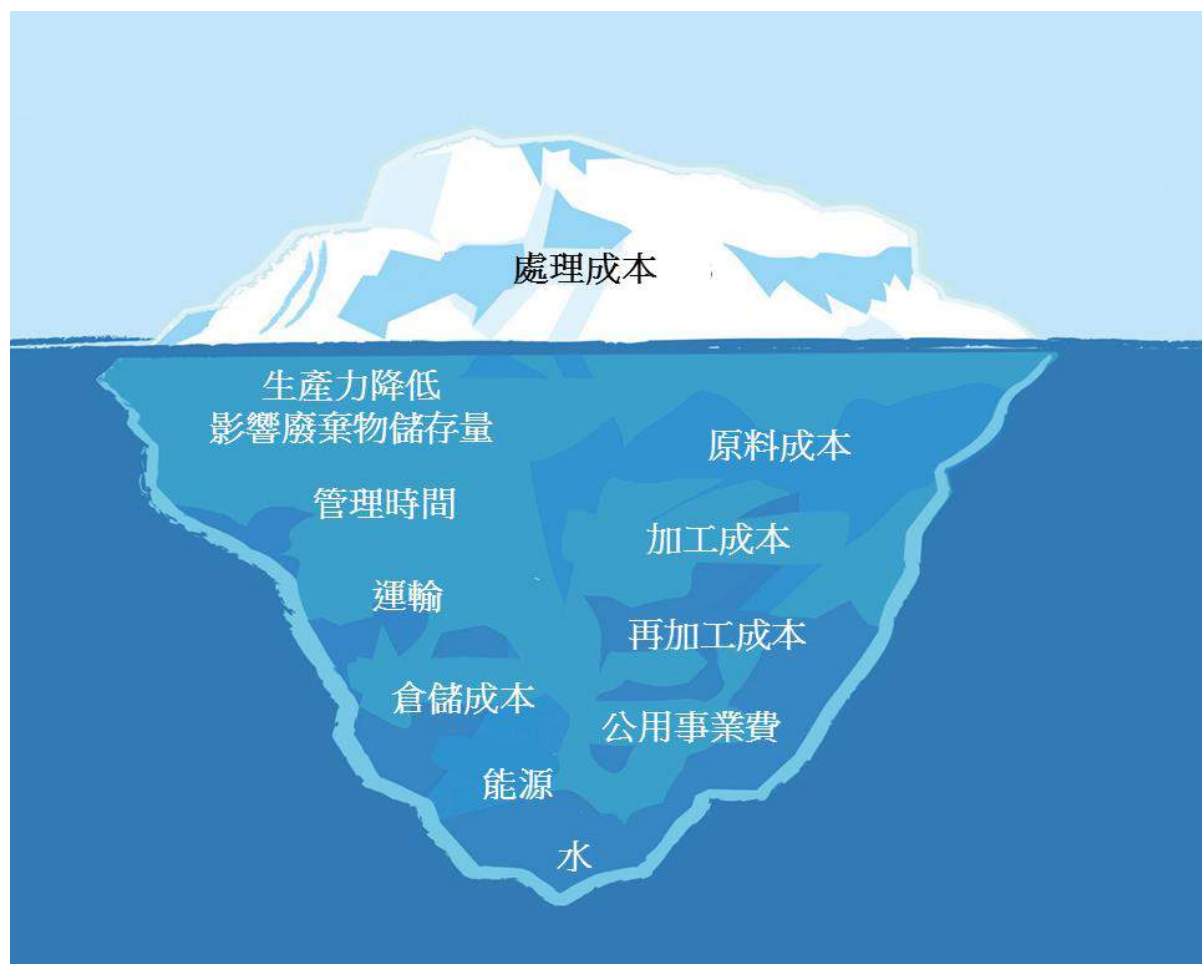 處理成本
生產力降低
影響廢棄物儲存量
原料成本
管理時間
加工成本
運輸
再加工成本
倉儲成本
公用事業費
能源
水